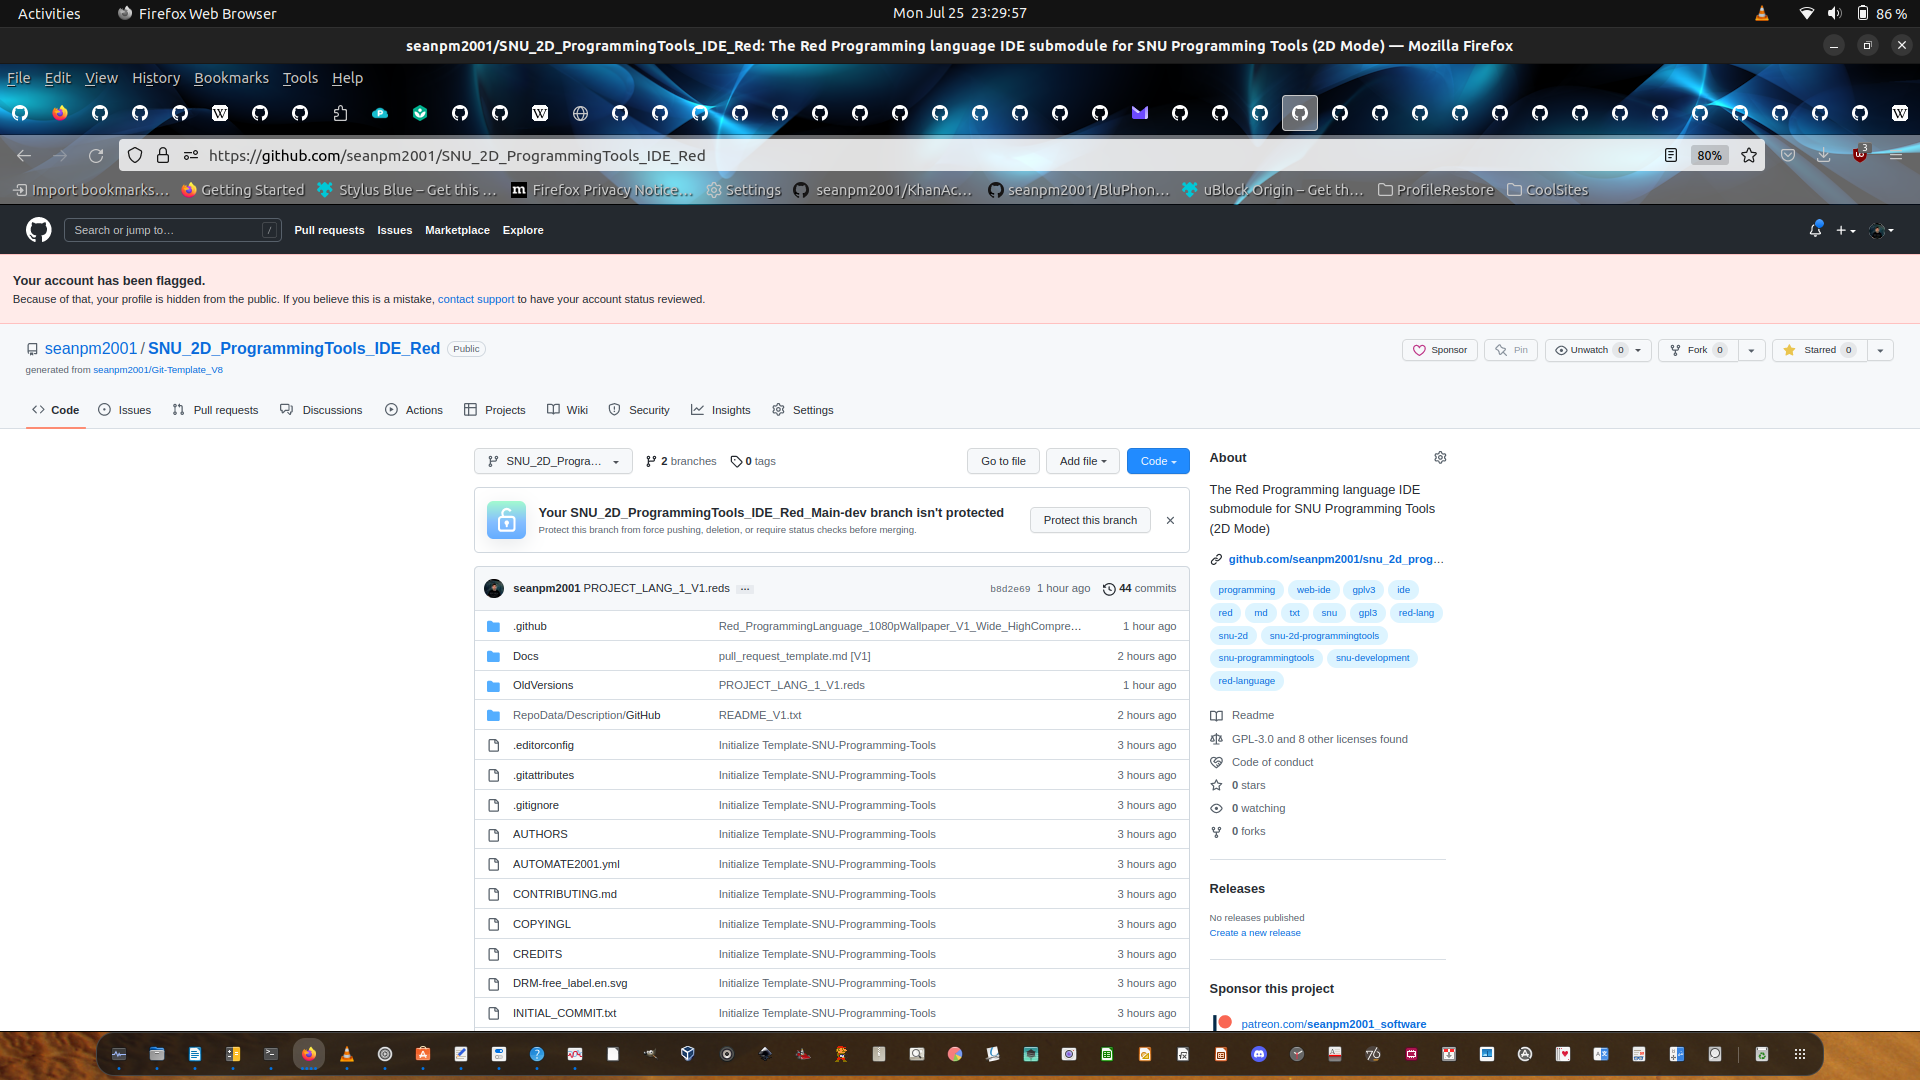 Activities
Firefox Web Browser
Mon Jul 25 23:29:57
86 %
seanpm2001/SNU_2D_ProgrammingTools_IDE_Red: The Red Programming language IDE submodule for SNU Programming Tools (2D Mode) — Mozilla Firefox
File Edit View History Bookmarks Tools Help
https://github.com/seanpm2001/SNU_2D_ProgrammingTools_IDE_Red
80%
3
Import bookmarks… Getting Started Stylus Blue – Get this … Firefox Privacy Notice… Settings seanpm2001/KhanAc… seanpm2001/BluPhon… uBlock Origin – Get th… ProfileRestore CoolSites
Search or jump to… /
Pull requests Issues Marketplace Explore
Your account has been flagged.
Because of that, your profile is hidden from the public. If you believe this is a mistake, contact support to have your account status reviewed.
seanpm2001 / SNU_2D_ProgrammingTools_IDE_Red Public
generated from seanpm2001/Git-Template_V8
Sponsor Pin Unwatch 0 Fork 0 Starred 0
Code Issues Pull requests Discussions Actions Projects Wiki Security Insights Settings
SNU_2D_Progra… 2 branches 0 tags
Go to file Add file Code
Your SNU_2D_ProgrammingTools_IDE_Red_Main-dev branch isn't protected
Protect this branch from force pushing, deletion, or require status checks before merging.
Protect this branch
seanpm2001 PROJECT_LANG_1_V1.reds … b8d2e69 1 hour ago 44 commits
.github Red_ProgrammingLanguage_1080pWallpaper_V1_Wide_HighCompre… 1 hour ago
Docs pull_request_template.md [V1] 2 hours ago
OldVersions PROJECT_LANG_1_V1.reds 1 hour ago
RepoData/Description/GitHub README_V1.txt 2 hours ago
.editorconfig Initialize Template-SNU-Programming-Tools 3 hours ago
.gitattributes Initialize Template-SNU-Programming-Tools 3 hours ago
.gitignore Initialize Template-SNU-Programming-Tools 3 hours ago
AUTHORS Initialize Template-SNU-Programming-Tools 3 hours ago
AUTOMATE2001.yml Initialize Template-SNU-Programming-Tools 3 hours ago
CONTRIBUTING.md Initialize Template-SNU-Programming-Tools 3 hours ago
COPYINGL Initialize Template-SNU-Programming-Tools 3 hours ago
CREDITS Initialize Template-SNU-Programming-Tools 3 hours ago
DRM-free_label.en.svg Initialize Template-SNU-Programming-Tools 3 hours ago
INITIAL_COMMIT.txt Initialize Template-SNU-Programming-Tools 3 hours ago
About
The Red Programming language IDE
submodule for SNU Programming Tools
(2D Mode)
github.com/seanpm2001/snu_2d_prog…
programming web-ide gplv3 ide
red md txt snu gpl3 red-lang
snu-2d snu-2d-programmingtools
snu-programmingtools snu-development
red-language
Readme
GPL-3.0 and 8 other licenses found
Code of conduct
0 stars
0 watching
0 forks
Releases
No releases published
Create a new release
Sponsor this project
patreon.com/seanpm2001_software